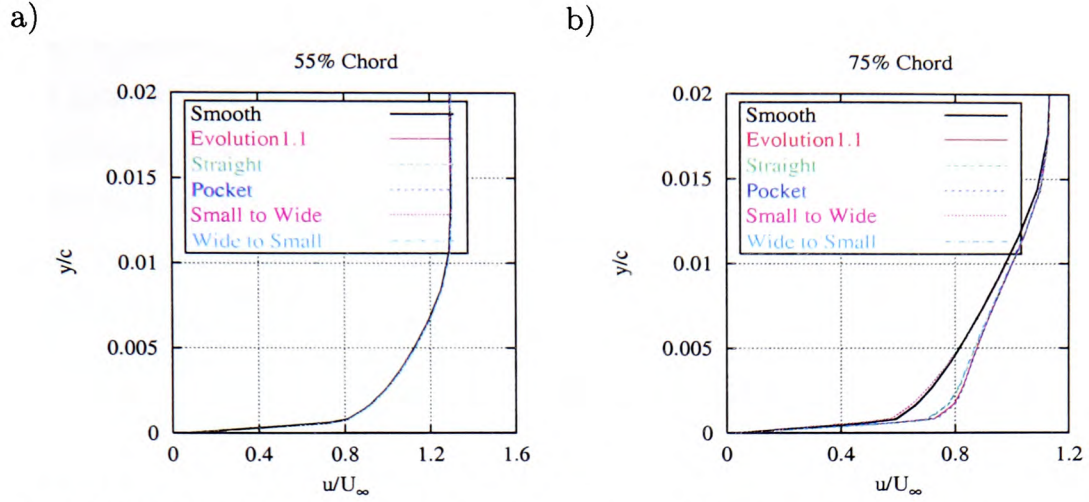 a)
55% Chord
0.02
0.015
0.01
0.005
0
y/c
Smooth
Evolution1.1
Straight
Pocket
Small to Wide
Wide to Small
0
0.4
0.8
1.2
1.6
u/U∞
b)
75% Chord
0.02
0.015
0.01
0.005
0
y/c
Smooth
Evolution1.1
Straight
Pocket
Small to Wide
Wide to Small
0
0.4
0.8
1.2
u/U∞